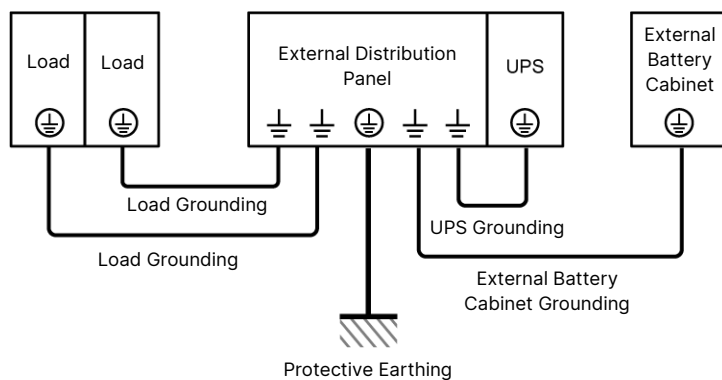 Load
Load
External Distribution
Panel
UPS
External
Battery
Cabinet
Load Grounding
UPS Grounding
Load Grounding
External Battery
Cabinet Grounding
Protective Earthing